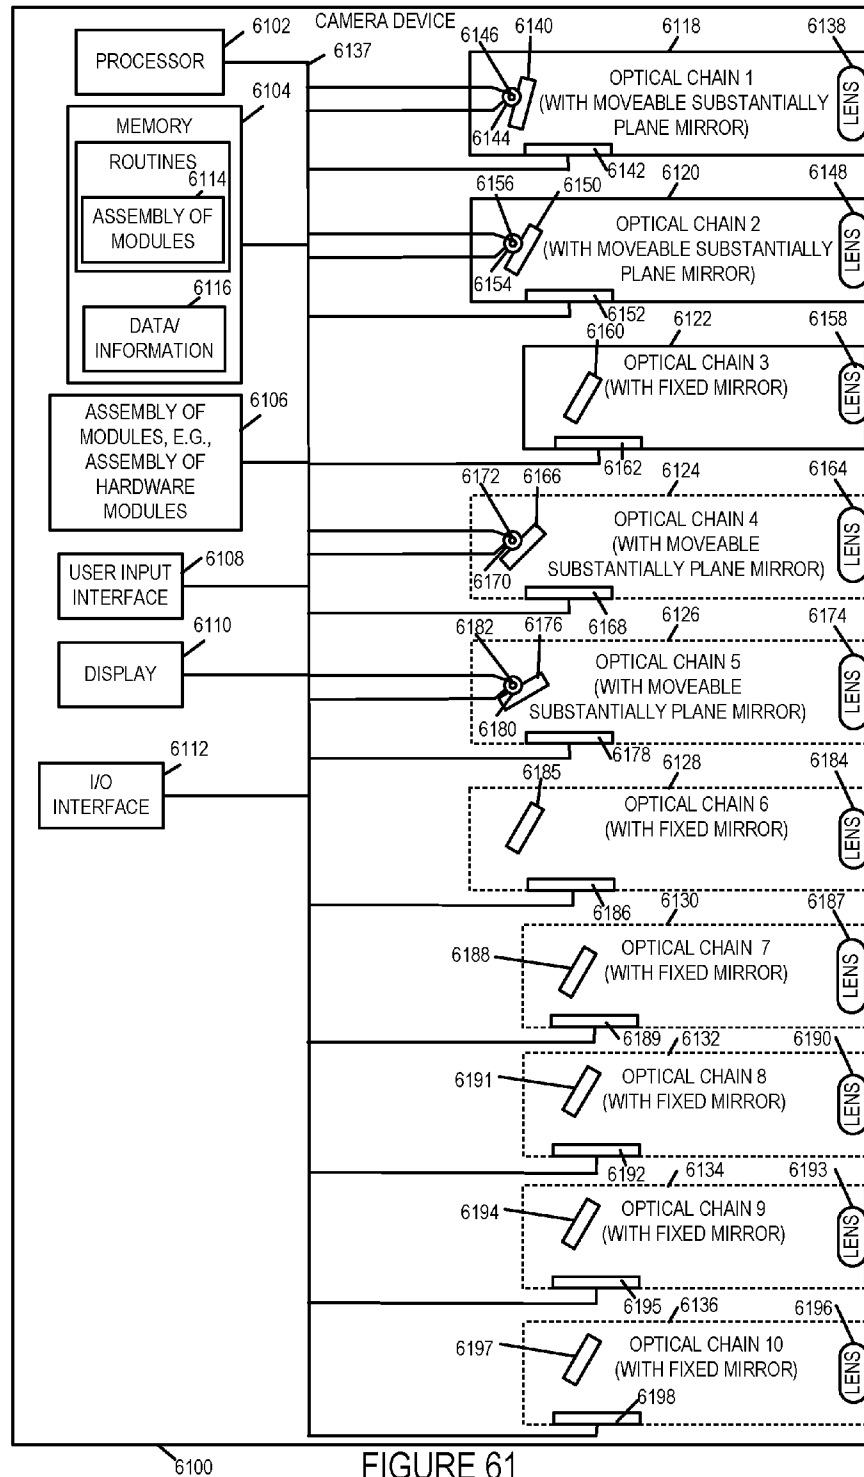 CAMERA DEVICE
6102
PROCESSOR
6137
6104
MEMORY
ROUTINES
6114
ASSEMBLY OF
MODULES
6116
DATA/
INFORMATION
6106
ASSEMBLY OF
MODULES, E.G.,
ASSEMBLY OF
HARDWARE
MODULES
6108
USER INPUT
INTERFACE
6110
DISPLAY
6112
I/O
INTERFACE
6146
6140
6118
6138
OPTICAL CHAIN 1
(WITH MOVEABLE SUBSTANTIALLY
PLANE MIRROR)
LENS
6144
6142
6156
6150
6120
6148
OPTICAL CHAIN 2
(WITH MOVEABLE SUBSTANTIALLY
PLANE MIRROR)
LENS
6154
6152
6160
6122
6158
OPTICAL CHAIN 3
(WITH FIXED MIRROR)
LENS
6162
6172
6166
6124
6164
OPTICAL CHAIN 4
(WITH MOVEABLE
SUBSTANTIALLY PLANE MIRROR)
LENS
6170
6168
6182
6176
6126
6174
OPTICAL CHAIN 5
(WITH MOVEABLE
SUBSTANTIALLY PLANE MIRROR)
LENS
6180
6178
6185
6128
6184
OPTICAL CHAIN 6
(WITH FIXED MIRROR)
LENS
6186
6130
6187
6188
OPTICAL CHAIN 7
(WITH FIXED MIRROR)
LENS
6189
6132
6190
6191
OPTICAL CHAIN 8
(WITH FIXED MIRROR)
LENS
6192
6134
6193
6194
OPTICAL CHAIN 9
(WITH FIXED MIRROR)
LENS
6195
6136
6196
6197
OPTICAL CHAIN 10
(WITH FIXED MIRROR)
LENS
6198
6100
FIGURE 61